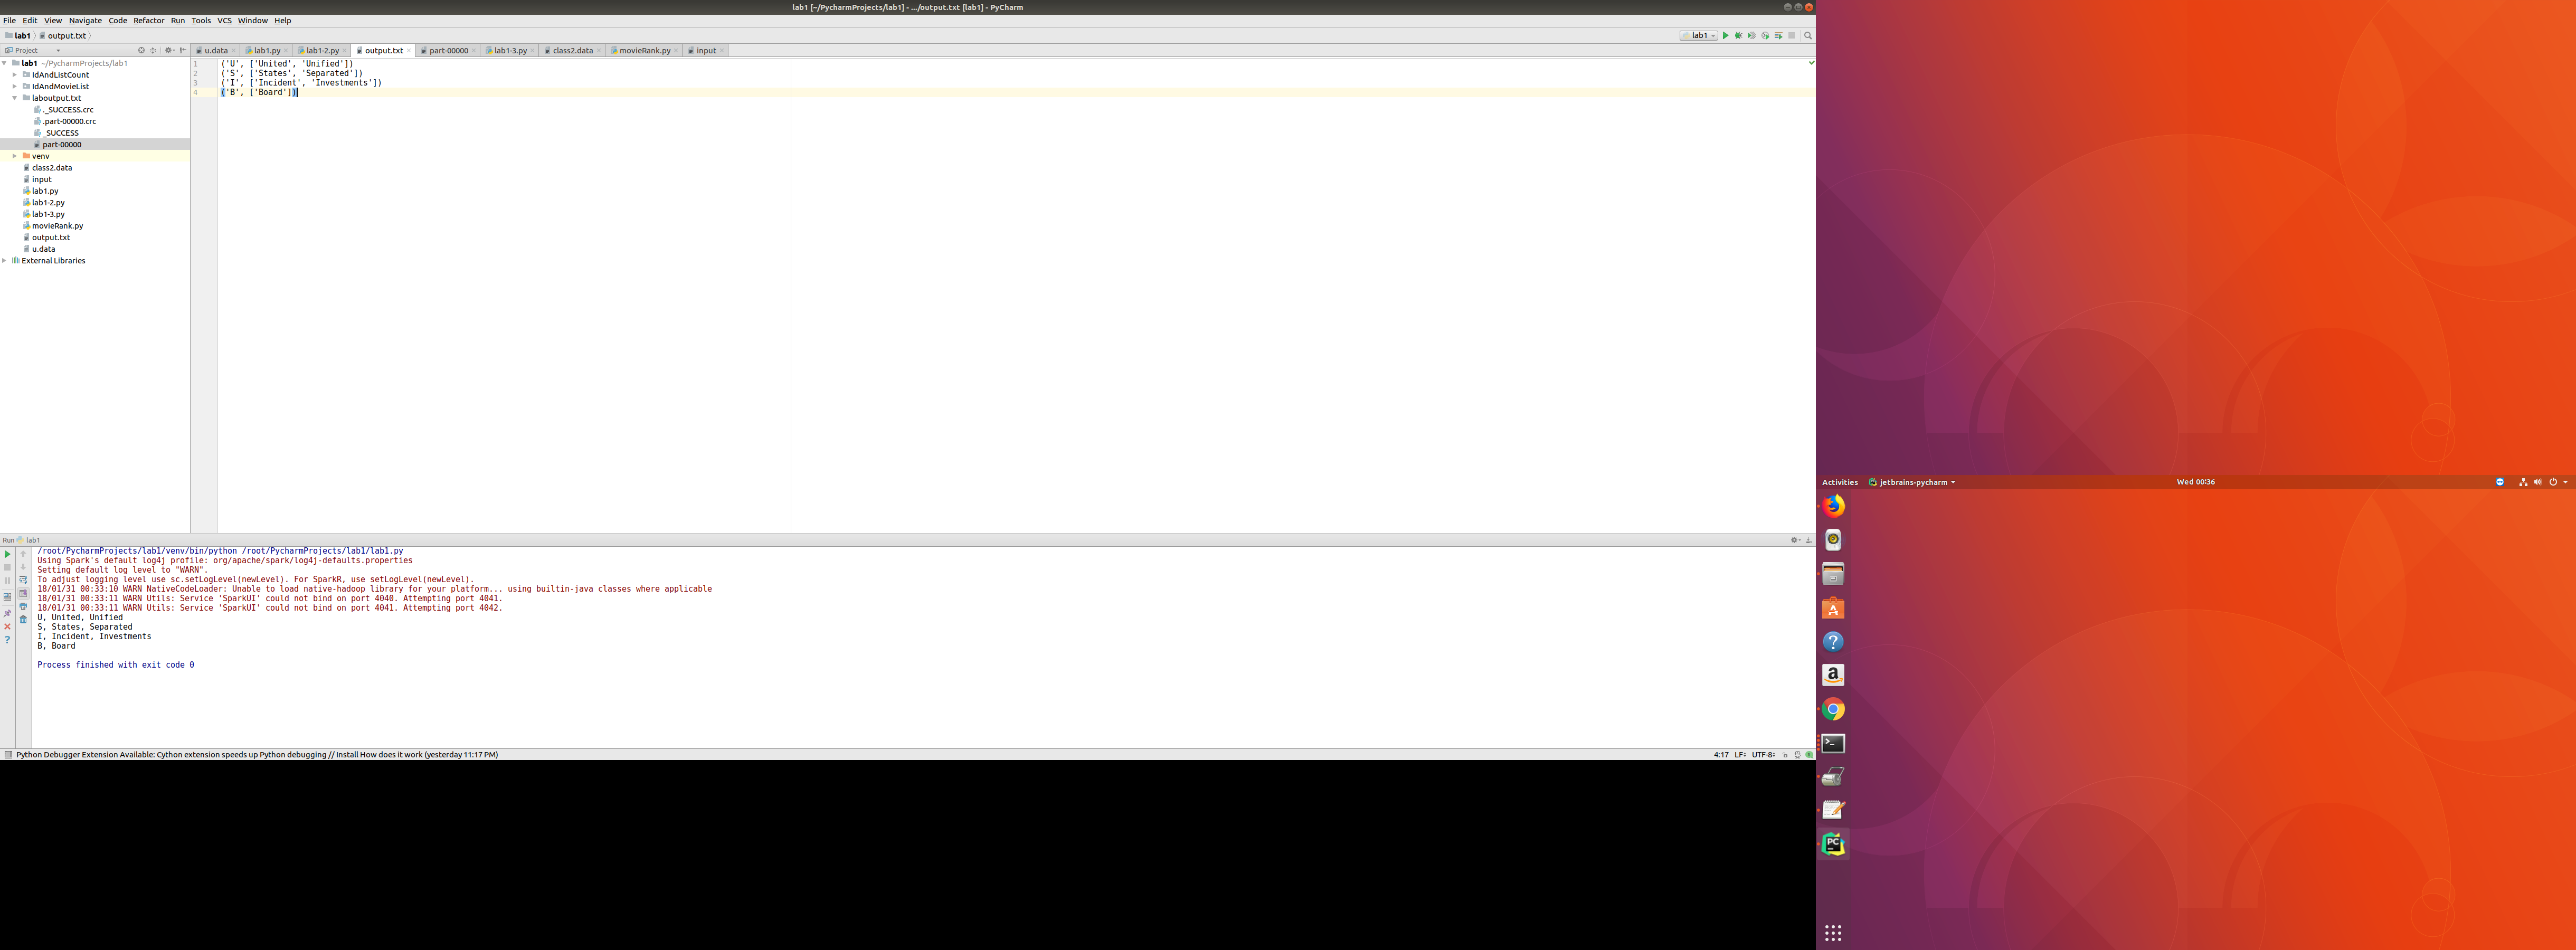 lab1 [~/PycharmProjects/lab1] - .../output.txt [lab1] - PyCharm
File Edit View Navigate Code Refactor Run Tools VCS Window Help
lab1 output.txt
lab1
Project
u.data lab1.py lab1-2.py output.txt part-00000 lab1-3.py class2.data movieRank.py input
lab1 ~/PycharmProjects/lab1
IdAndListCount
IdAndMovieList
laboutput.txt
._SUCCESS.crc
.part-00000.crc
_SUCCESS
part-00000
venv
class2.data
input
lab1.py
lab1-2.py
lab1-3.py
movieRank.py
output.txt
u.data
External Libraries
1 ('U', ['United', 'Unified'])
2 ('S', ['States', 'Separated'])
3 ('I', ['Incident', 'Investments'])
4 ('B', ['Board'])
Run lab1
/root/PycharmProjects/lab1/venv/bin/python /root/PycharmProjects/lab1/lab1.py
Using Spark's default log4j profile: org/apache/spark/log4j-defaults.properties
Setting default log level to "WARN".
To adjust logging level use sc.setLogLevel(newLevel). For SparkR, use setLogLevel(newLevel).
18/01/31 00:33:10 WARN NativeCodeLoader: Unable to load native-hadoop library for your platform... using builtin-java classes where applicable
18/01/31 00:33:11 WARN Utils: Service 'SparkUI' could not bind on port 4040. Attempting port 4041.
18/01/31 00:33:11 WARN Utils: Service 'SparkUI' could not bind on port 4041. Attempting port 4042.
U, United, Unified
S, States, Separated
I, Incident, Investments
B, Board
Process finished with exit code 0
Python Debugger Extension Available: Cython extension speeds up Python debugging // Install How does it work (yesterday 11:17 PM)
4:17 LF: UTF-8:
Activities jetbrains-pycharm Wed 00:36
PC